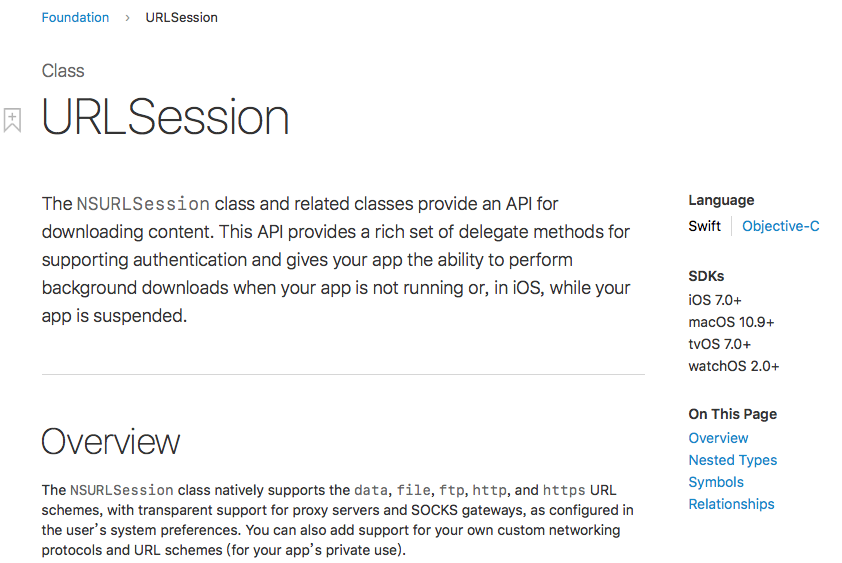 Foundation › URLSession
Class
URLSession
The NSURLSession class and related classes provide an API for
downloading content. This API provides a rich set of delegate methods for
supporting authentication and gives your app the ability to perform
background downloads when your app is not running or, in iOS, while your
app is suspended.
Language
Swift Objective-C
SDKs
iOS 7.0+
macOS 10.9+
tvOS 7.0+
watchOS 2.0+
On This Page
Overview
Nested Types
Symbols
Relationships
Overview
The NSURLSession class natively supports the data, file, ftp, http, and https URL
schemes, with transparent support for proxy servers and SOCKS gateways, as configured in
the user’s system preferences. You can also add support for your own custom networking
protocols and URL schemes (for your app’s private use).